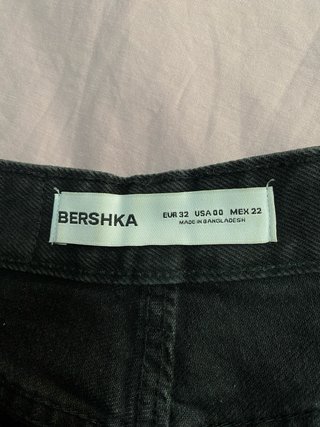 BERSHKA
EUR 32 USA 00 MEX 22
MADE IN BANGLADESH